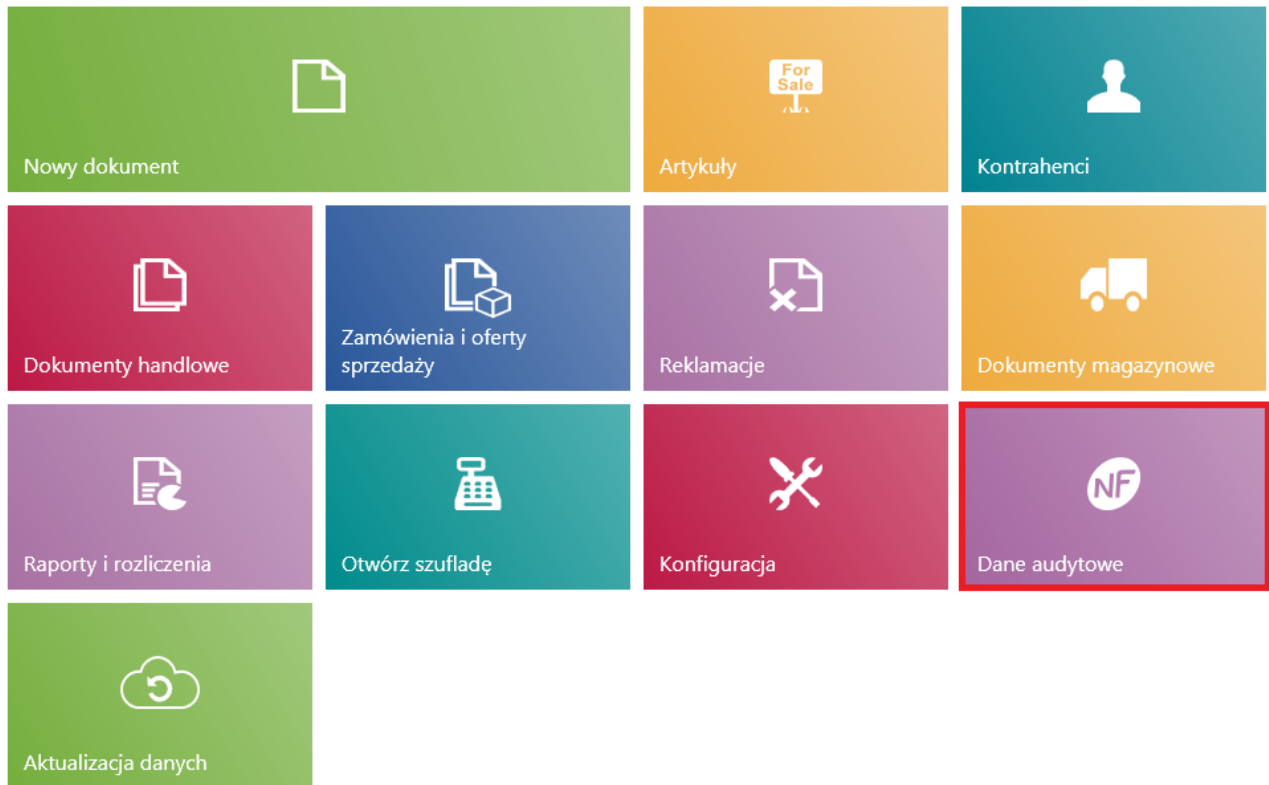 For
Sale
Nowy dokument
Artykuły
Kontrahenci
Dokumenty handlowe
Zamówienia i oferty
sprzedaży
Reklamacje
Dokumenty magazynowe
NF
Raporty i rozliczenia
Otwórz szufladę
Konfiguracja
Dane audytowe
Aktualizacja danych